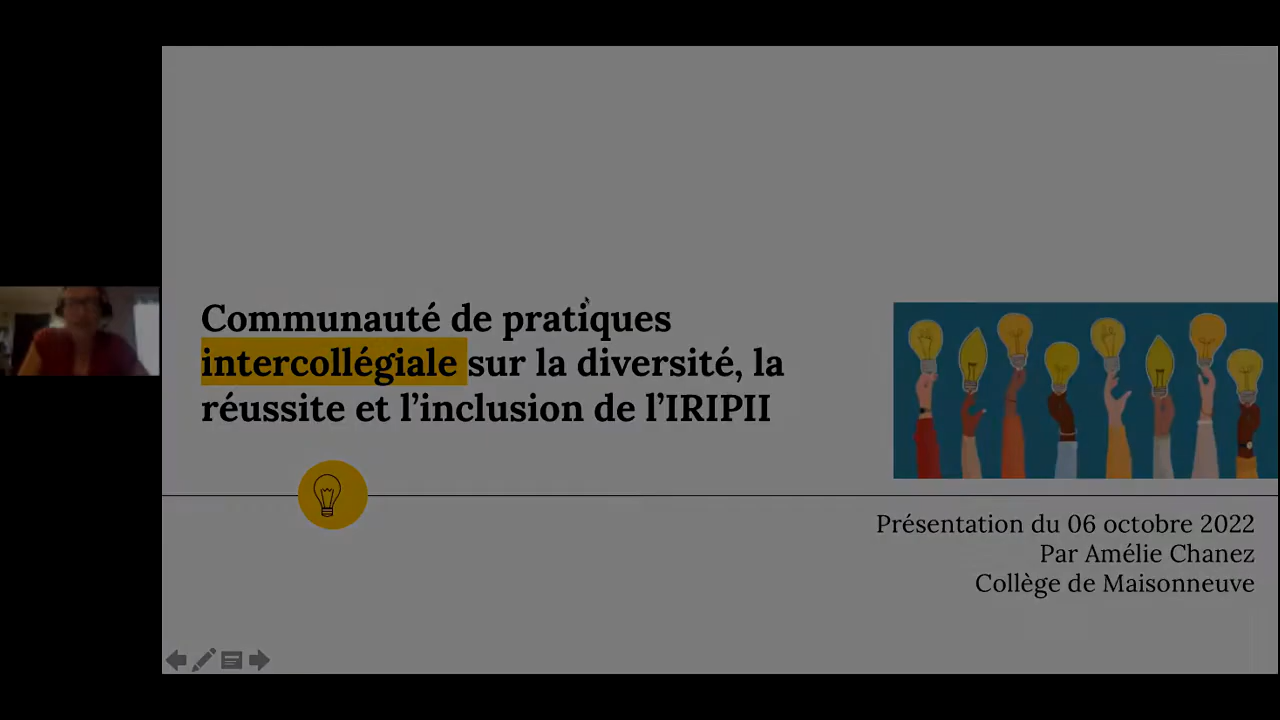 Communauté de pratiques
intercollégiale sur la diversité, la
réussite et l'inclusion de l'IRIPII
Présentation du 06 octobre 2022
Par Amélie Chanez
Collège de Maisonneuve